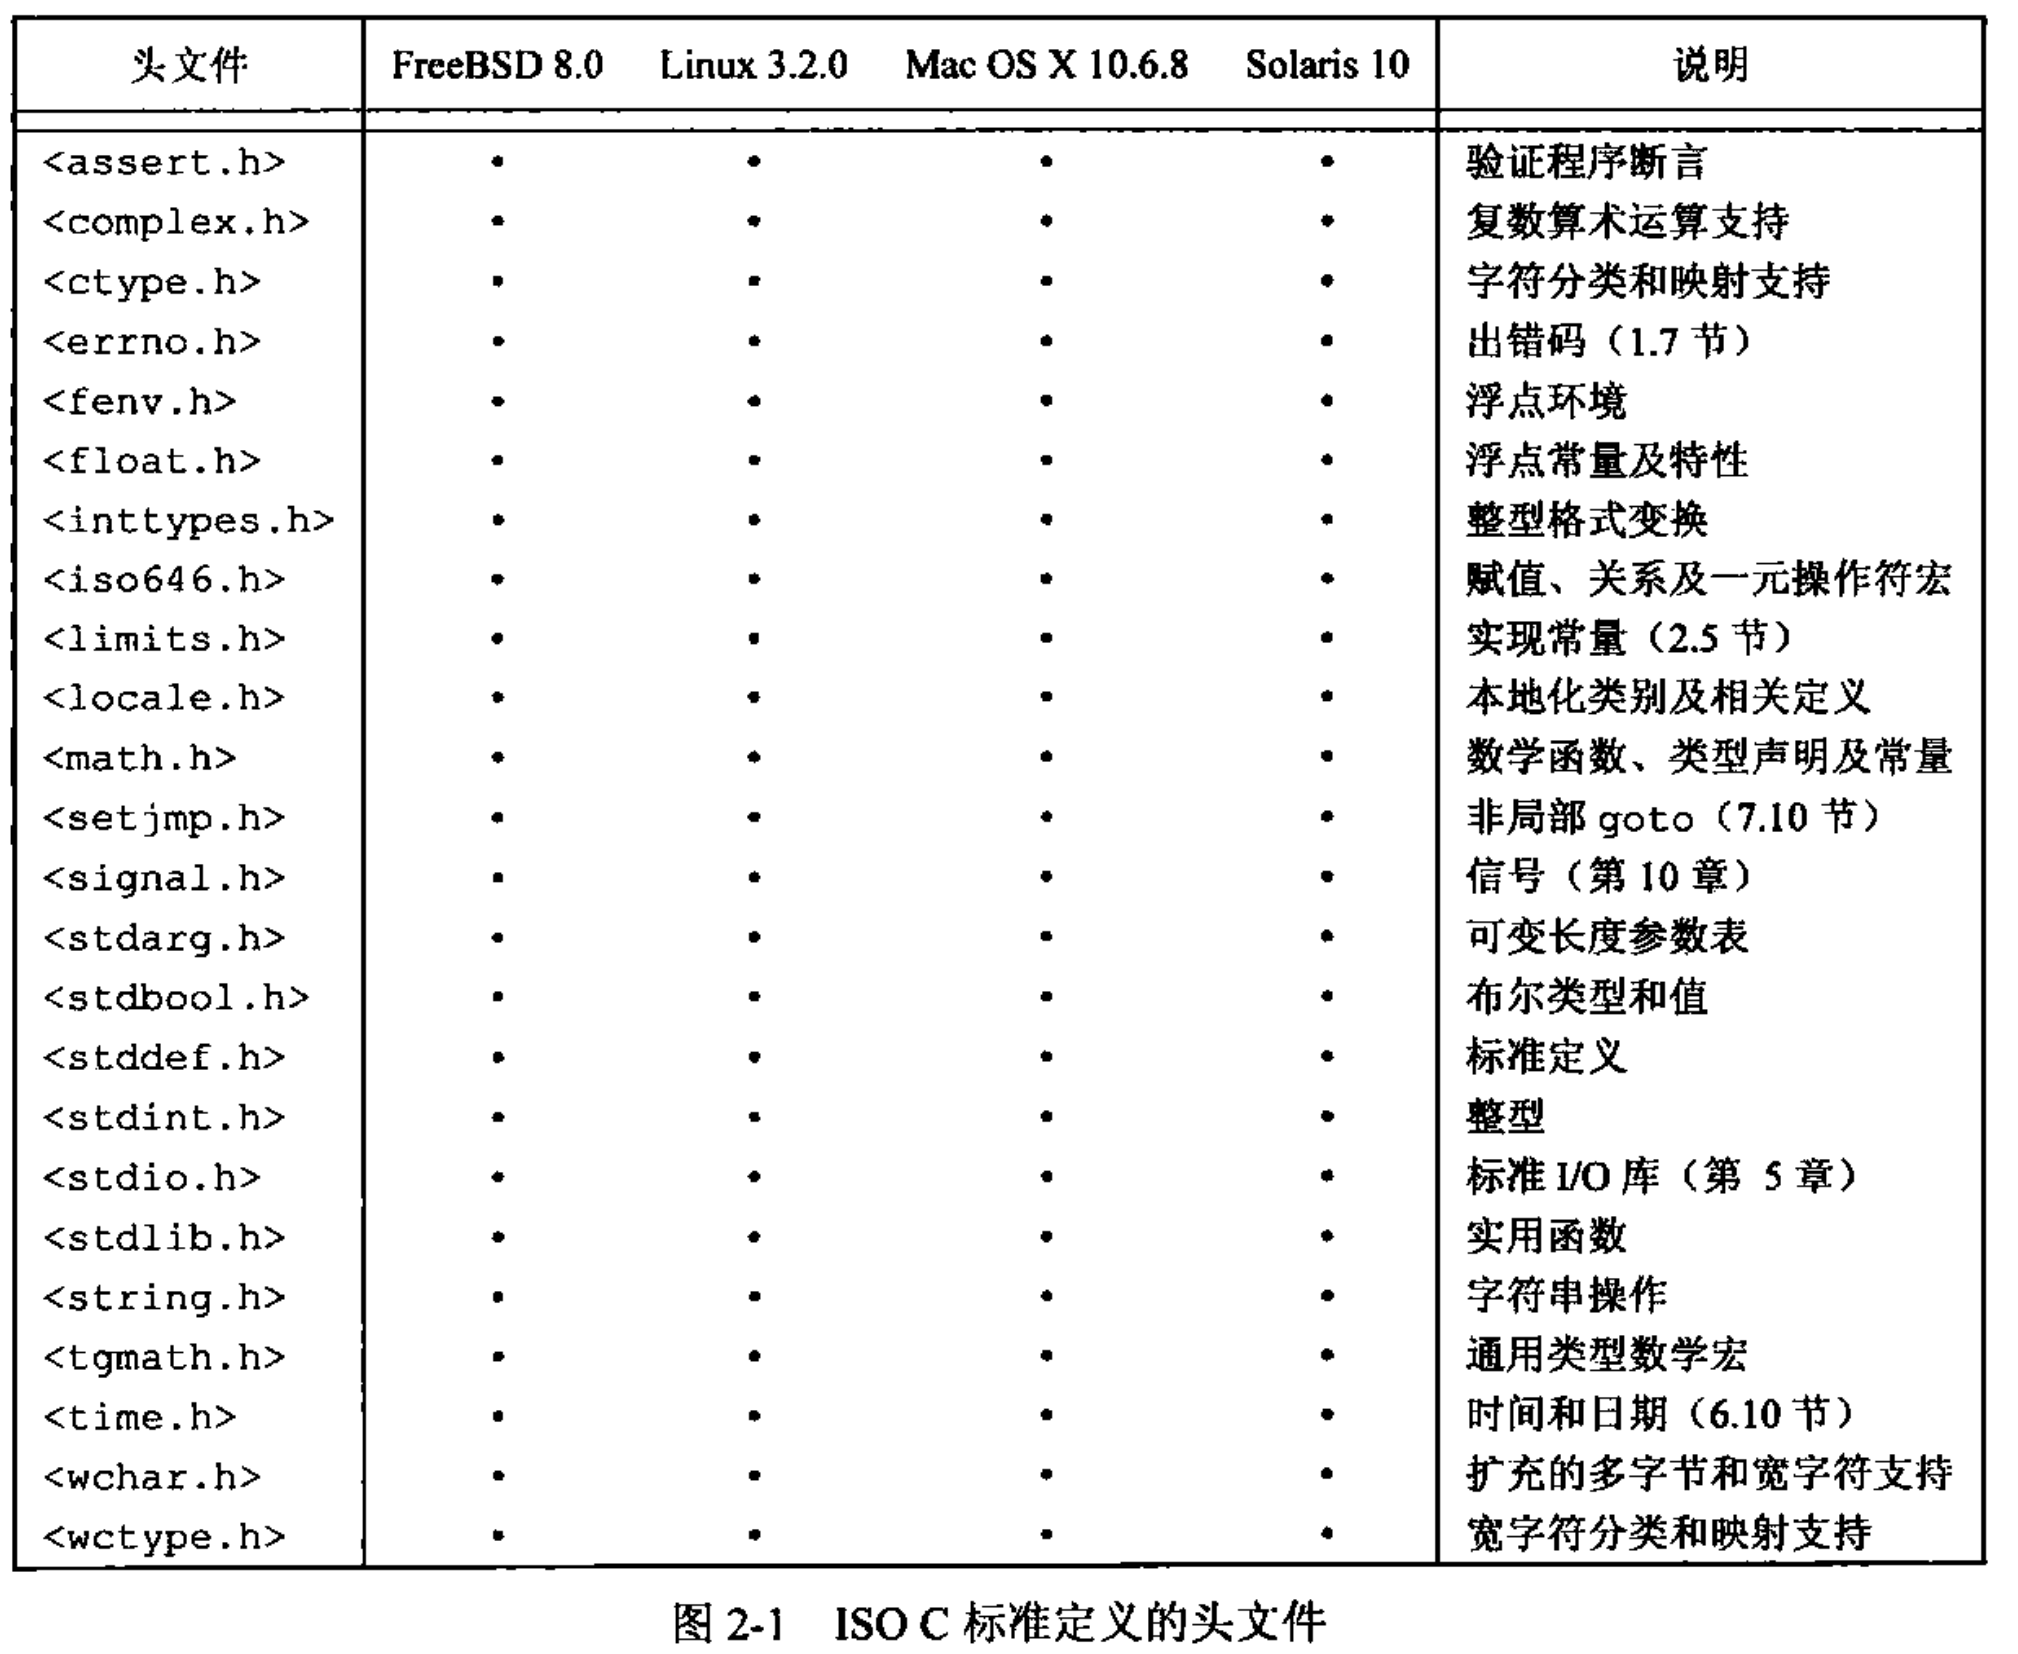 头文件 FreeBSD 8.0 Linux 3.2.0 Mac OS X 10.6.8 Solaris 10 说明
<assert.h> • • • • 验证程序断言
<complex.h> • • • • 复数算术运算支持
<ctype.h> • • • • 字符分类和映射支持
<errno.h> • • • • 出错码（1.7 节）
<fenv.h> • • • • 浮点环境
<float.h> • • • • 浮点常量及特性
<inttypes.h> • • • • 整型格式变换
<iso646.h> • • • • 赋值、关系及一元操作符宏
<limits.h> • • • • 实现常量（2.5 节）
<locale.h> • • • • 本地化类别及相关定义
<math.h> • • • • 数学函数、类型声明及常量
<setjmp.h> • • • • 非局部 goto（7.10 节）
<signal.h> • • • • 信号（第 10 章）
<stdarg.h> • • • • 可变长度参数表
<stdbool.h> • • • • 布尔类型和值
<stddef.h> • • • • 标准定义
<stdint.h> • • • • 整型
<stdio.h> • • • • 标准 I/O 库（第 5 章）
<stdlib.h> • • • • 实用函数
<string.h> • • • • 字符串操作
<tgmath.h> • • • • 通用类型数学宏
<time.h> • • • • 时间和日期（6.10 节）
<wchar.h> • • • • 扩充的多字节和宽字符支持
<wctype.h> • • • • 宽字符分类和映射支持
图 2-1 ISO C 标准定义的头文件